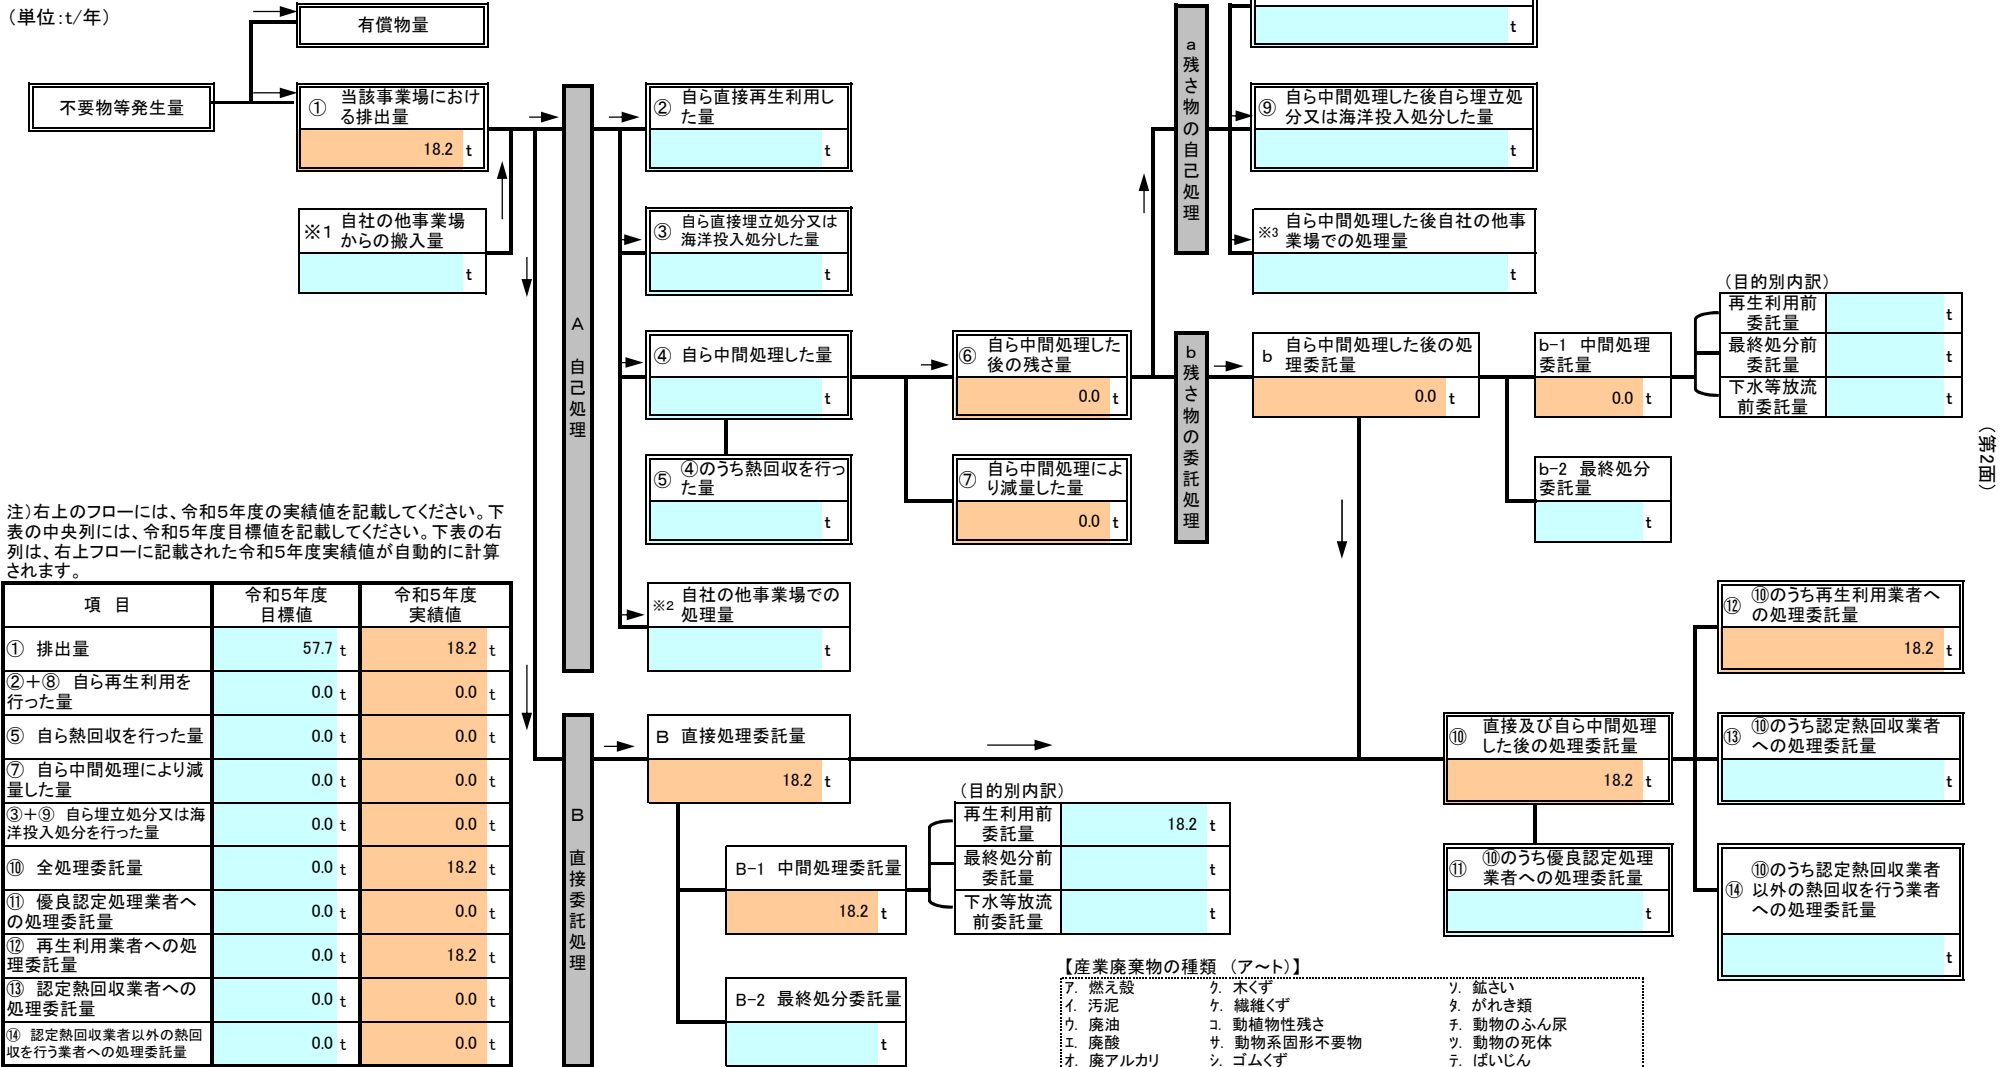 （単位:t/年）
有償物量
不要物等発生量
① 当該事業場におけ
る排出量
18.2 t
※1 自社の他事業場
からの搬入量
t
A 自己処理
② 自ら直接再生利用し
た量
t
③ 自ら直接埋立処分又は
海洋投入処分した量
t
④ 自ら中間処理した量
t
⑤ ④のうち熱回収を行っ
た量
t
※2 自社の他事業場での
処理量
t
⑥ 自ら中間処理した
後の残さ量
0.0 t
⑦ 自ら中間処理によ
り減量した量
0.0 t
a残さ物の自己処理
t
⑨ 自ら中間処理した後自ら埋立処
分又は海洋投入処分した量
t
※3 自ら中間処理した後自社の他事
業場での処理量
t
b残さ物の委託処理
b 自ら中間処理した後の処
理委託量
0.0 t
b-1 中間処理
委託量
0.0 t
b-2 最終処分
委託量
t
（目的別内訳）
再生利用前
委託量
t
最終処分前
委託量
t
下水等放流
前委託量
t
（第2面）
注）右上のフローには、令和5年度の実績値を記載してください。下
表の中央列には、令和5年度目標値を記載してください。下表の右
列は、右上フローに記載された令和5年度実績値が自動的に計算
されます。
項 目 令和5年度
目標値 令和5年度
実績値
① 排出量 57.7 t 18.2 t
②＋⑧ 自ら再生利用を
行った量 0.0 t 0.0 t
⑤ 自ら熱回収を行った量 0.0 t 0.0 t
⑦ 自ら中間処理により減
量した量 0.0 t 0.0 t
③＋⑨ 自ら埋立処分又は海
洋投入処分を行った量 0.0 t 0.0 t
⑩ 全処理委託量 0.0 t 18.2 t
⑪ 優良認定処理業者へ
の処理委託量 0.0 t 0.0 t
⑫ 再生利用業者への処
理委託量 0.0 t 18.2 t
⑬ 認定熱回収業者への
処理委託量 0.0 t 0.0 t
⑭ 認定熱回収業者以外の熱回
収を行う業者への処理委託量 0.0 t 0.0 t
B 直接委託処理
B 直接処理委託量
18.2 t
B-1 中間処理委託量
18.2 t
B-2 最終処分委託量
t
（目的別内訳）
再生利用前
委託量
18.2 t
最終処分前
委託量
t
下水等放流
前委託量
t
⑩ 直接及び自ら中間処理
した後の処理委託量
18.2 t
⑪ ⑩のうち優良認定処理
業者への処理委託量
t
⑫ ⑩のうち再生利用業者へ
の処理委託量
18.2 t
⑬ ⑩のうち認定熱回収業者
への処理委託量
t
⑭ ⑩のうち認定熱回収業者
以外の熱回収を行う業者
への処理委託量
t
【産業廃棄物の種類 （ア～ト）】
ア. 燃え殻 ク. 木くず ソ. 鉱さい
イ. 汚泥 ケ. 繊維くず タ. がれき類
ウ. 廃油 コ. 動植物性残さ チ. 動物のふん尿
エ. 廃酸 サ. 動物系固形不要物 ツ. 動物の死体
オ. 廃アルカリ シ. ゴムくず テ. ばいじん